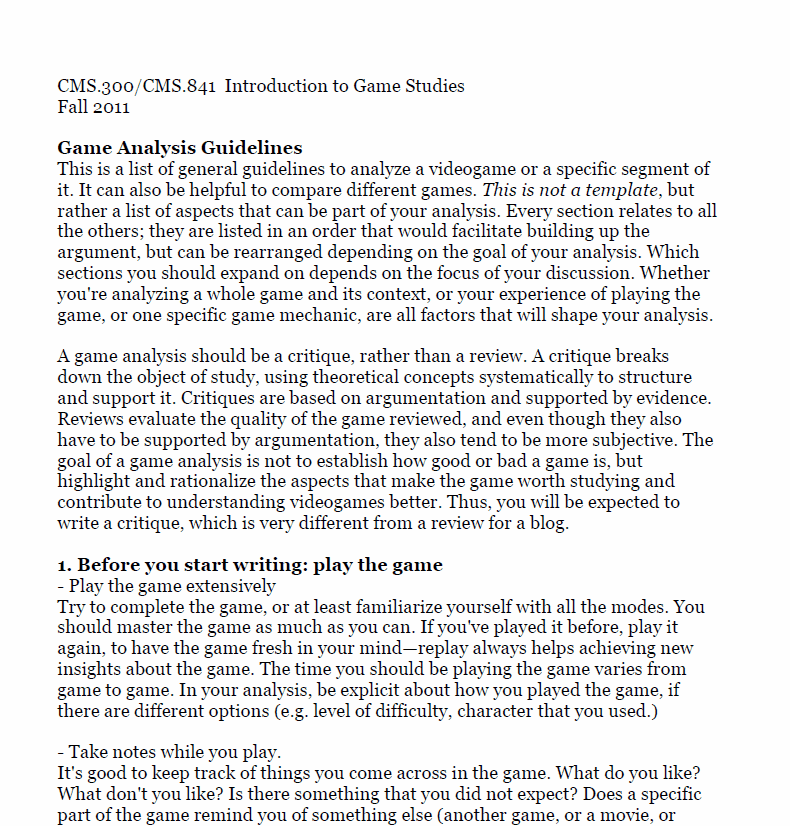 CMS.300/CMS.841  Introduction to Game Studies
Fall 2011
Game Analysis Guidelines
This is a list of general guidelines to analyze a videogame or a specific segment of
it. It can also be helpful to compare different games. This is not a template, but
rather a list of aspects that can be part of your analysis. Every section relates to all
the others; they are listed in an order that would facilitate building up the
argument, but can be rearranged depending on the goal of your analysis. Which
sections you should expand on depends on the focus of your discussion. Whether
you're analyzing a whole game and its context, or your experience of playing the
game, or one specific game mechanic, are all factors that will shape your analysis.
A game analysis should be a critique, rather than a review. A critique breaks
down the object of study, using theoretical concepts systematically to structure
and support it. Critiques are based on argumentation and supported by evidence.
Reviews evaluate the quality of the game reviewed, and even though they also
have to be supported by argumentation, they also tend to be more subjective. The
goal of a game analysis is not to establish how good or bad a game is, but
highlight and rationalize the aspects that make the game worth studying and
contribute to understanding videogames better. Thus, you will be expected to
write a critique, which is very different from a review for a blog.
1. Before you start writing: play the game
- Play the game extensively
Try to complete the game, or at least familiarize yourself with all the modes. You
should master the game as much as you can. If you've played it before, play it
again, to have the game fresh in your mind—replay always helps achieving new
insights about the game. The time you should be playing the game varies from
game to game. In your analysis, be explicit about how you played the game, if
there are different options (e.g. level of difficulty, character that you used.)
- Take notes while you play.
It's good to keep track of things you come across in the game. What do you like?
What don't you like? Is there something that you did not expect? Does a specific
part of the game remind you of something else (another game, or a movie, or